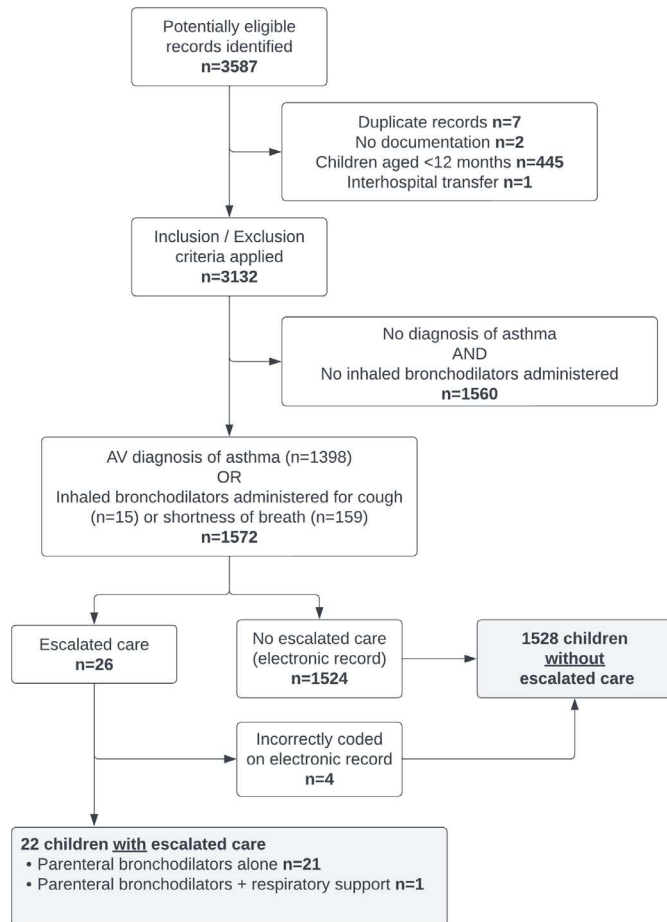 Potentially eligible
records identified
n=3587
Duplicate records n=7
No documentation n=2
Children aged <12 months n=445
Interhospital transfer n=1
Inclusion / Exclusion
criteria applied
n=3132
No diagnosis of asthma
AND
No inhaled bronchodilators administered
n=1560
AV diagnosis of asthma (n=1398)
OR
Inhaled bronchodilators administered for cough
(n=15) or shortness of breath (n=159)
n=1572
Escalated care
n=26
No escalated care
(electronic record)
n=1524
1528 children
without
escalated care
Incorrectly coded
on electronic record
n=4
22 children with escalated care
• Parenteral bronchodilators alone n=21
• Parenteral bronchodilators + respiratory support n=1